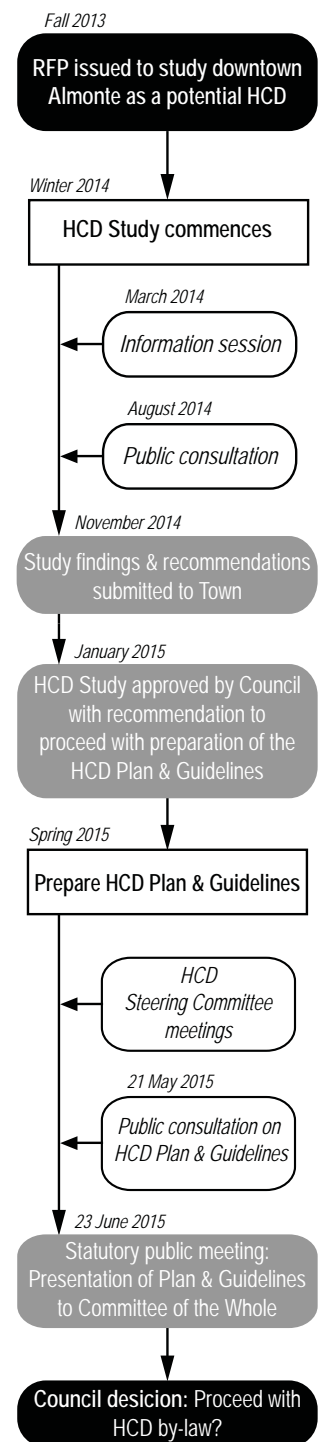 Fall 2013
RFP issued to study downtown
Almonte as a potential HCD
Winter 2014
HCD Study commences
March 2014
Information session
August 2014
Public consultation
November 2014
Study findings & recommendations
submitted to Town
January 2015
HCD Study approved by Council
with recommendation to
proceed with preparation of the
HCD Plan & Guidelines
Spring 2015
Prepare HCD Plan & Guidelines
HCD
Steering Committee
meetings
21 May 2015
Public consultation on
HCD Plan & Guidelines
23 June 2015
Statutory public meeting:
Presentation of Plan & Guidelines
to Committee of the Whole
Council desicion: Proceed with
HCD by-law?